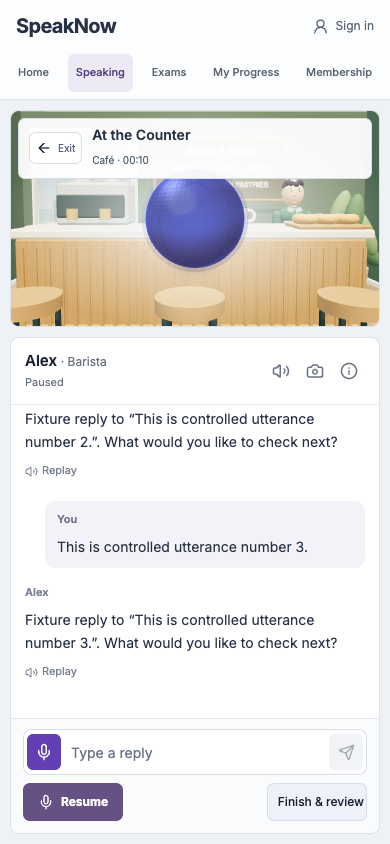 SpeakNow
Sign in
Home
Speaking
Exams
My Progress
Membership
Exit
At the Counter
Café · 00:10
PASTRIES
Alex · Barista
Paused
Fixture reply to “This is controlled utterance
number 2.”. What would you like to check next?
Replay
You
This is controlled utterance number 3.
Alex
Fixture reply to “This is controlled utterance
number 3.”. What would you like to check next?
Replay
Type a reply
Resume
Finish & review